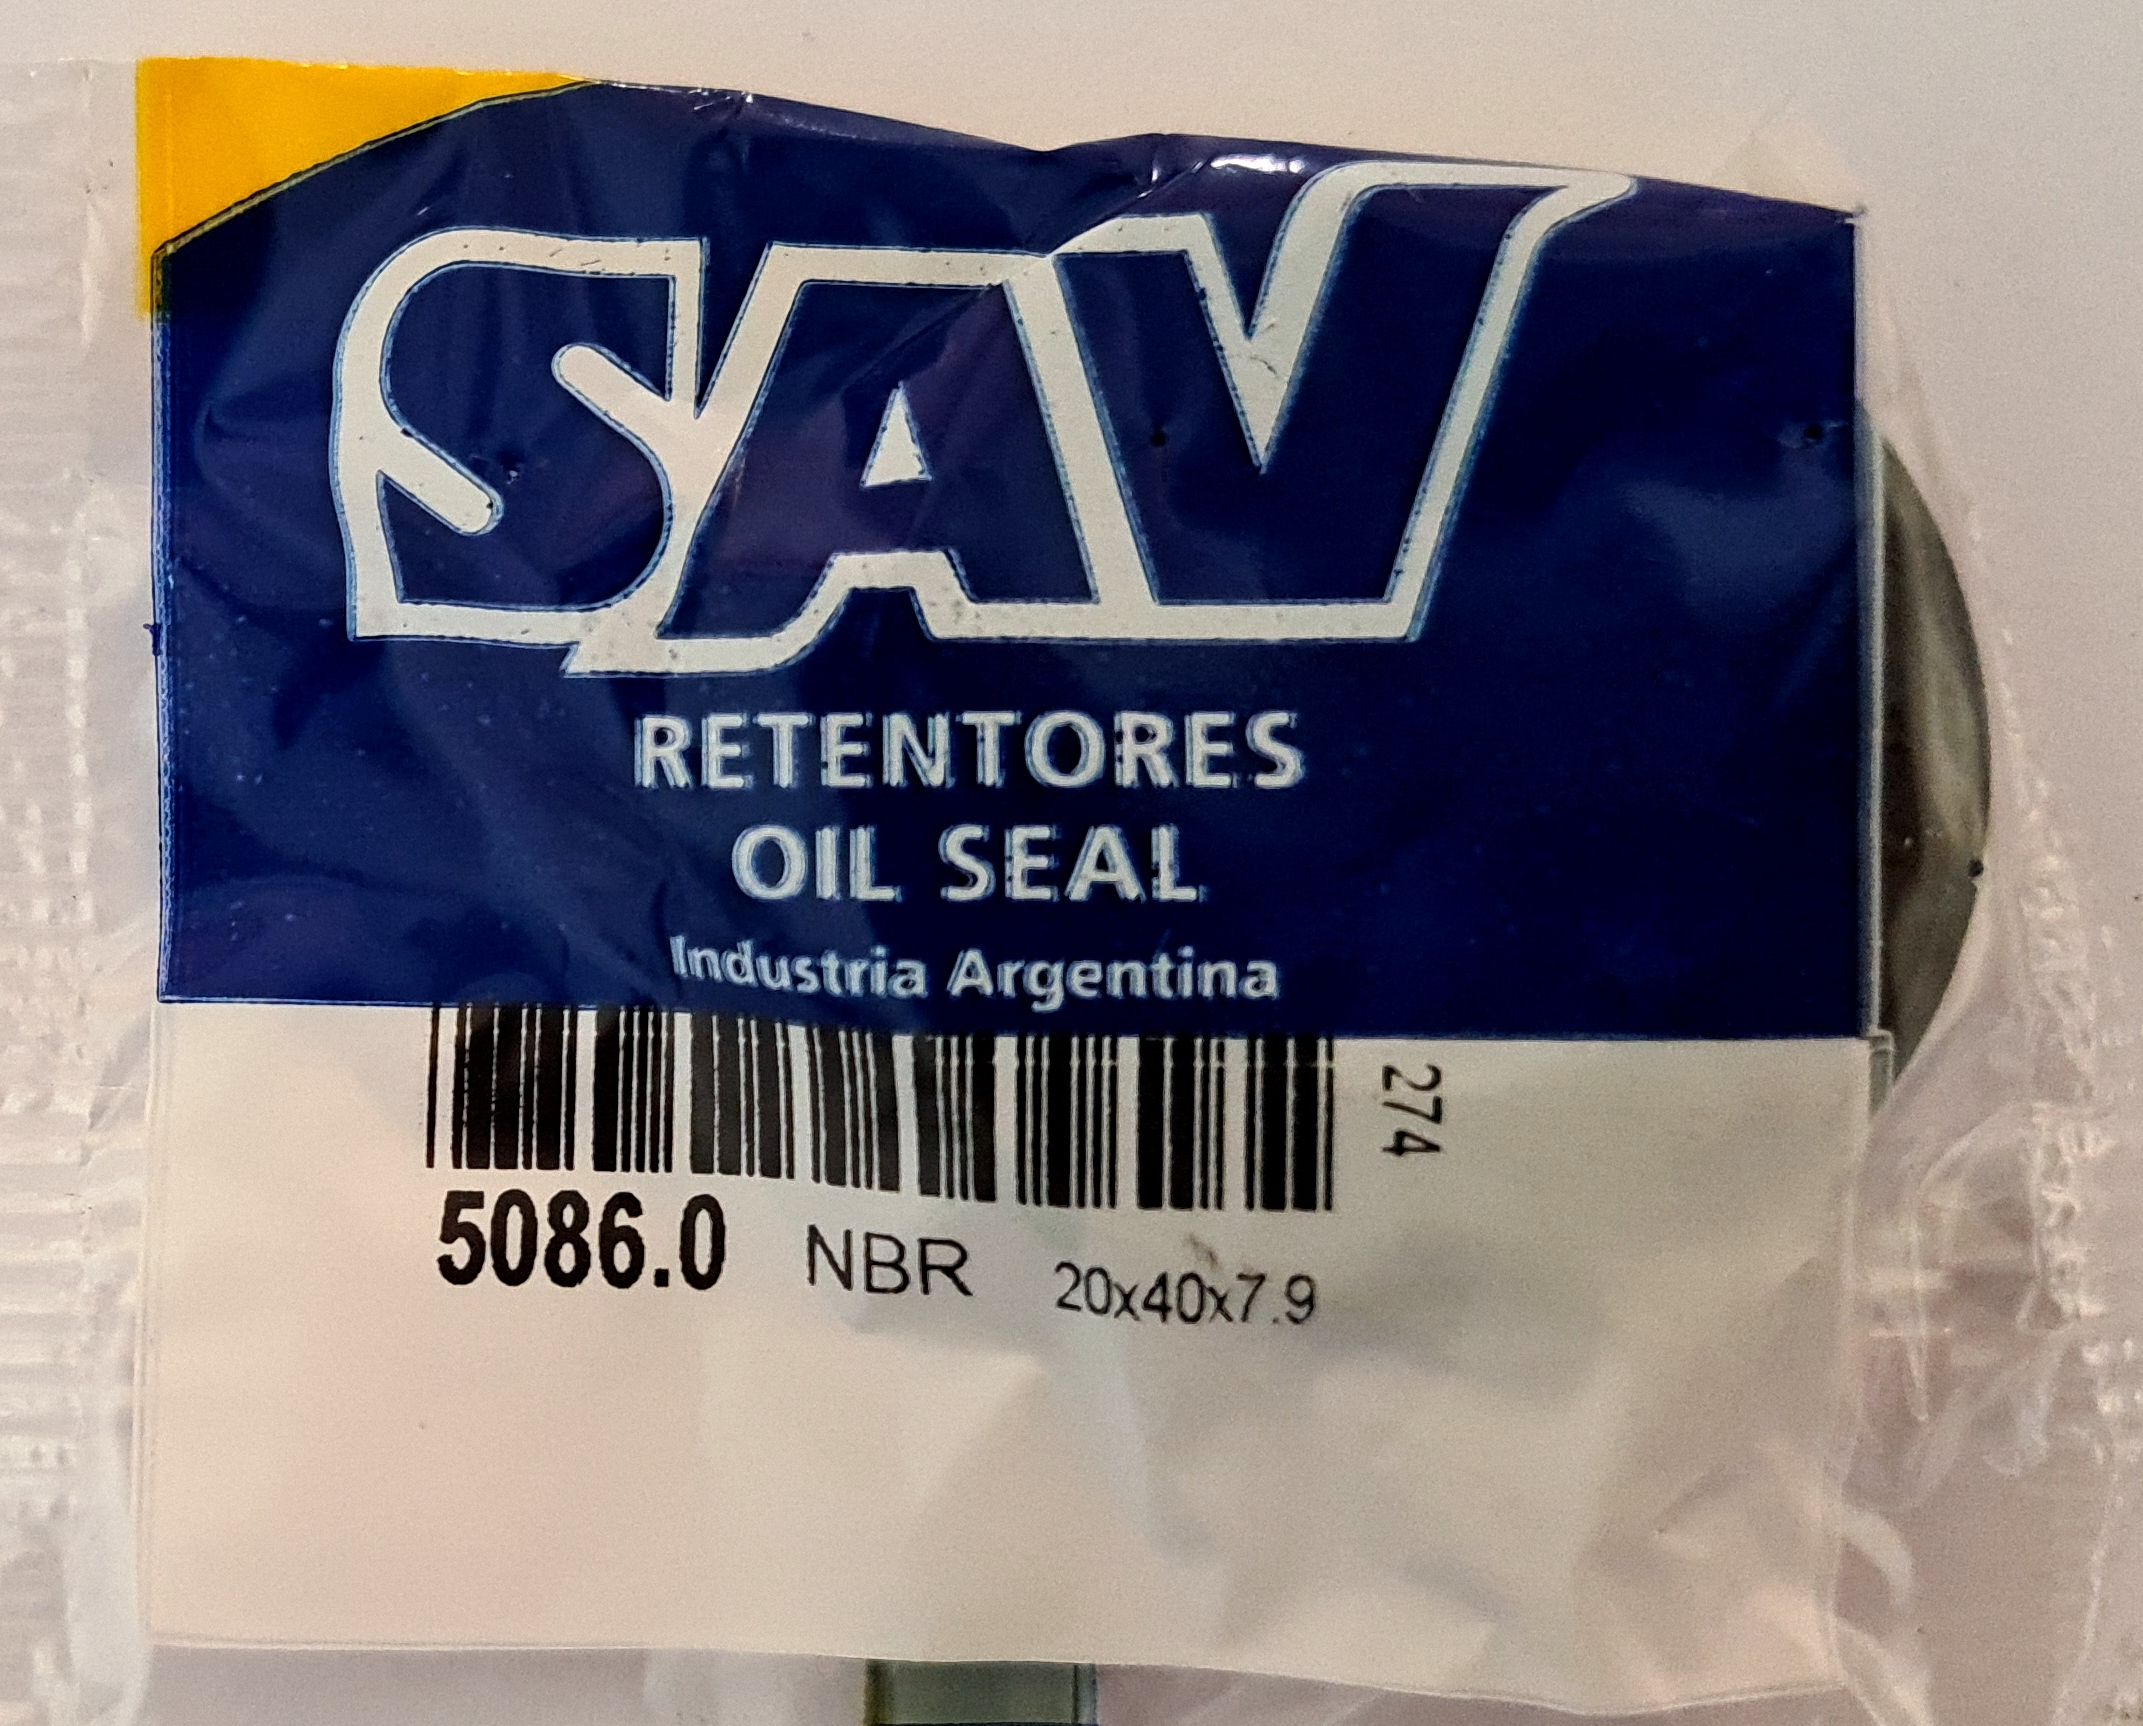 SAV
RETENTORES
OIL SEAL
Industria Argentina
274
5086.0 NBR 20x40x7.9